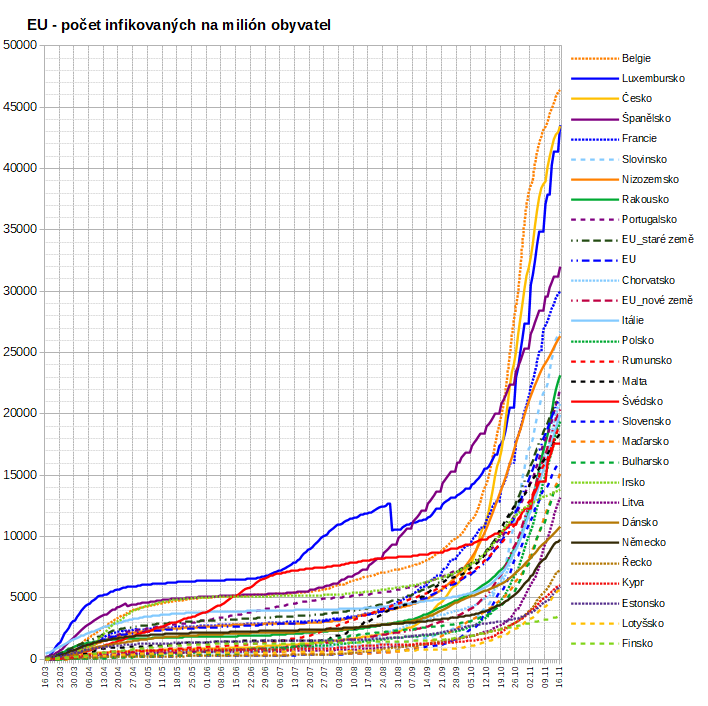 EU - počet infikovaných na milión obyvatel
50000
45000
40000
35000
30000
25000
20000
15000
10000
5000
0
16.03
23.03
30.03
06.04
13.04
20.04
27.04
04.05
11.05
18.05
25.05
01.06
08.06
15.06
22.06
29.06
06.07
13.07
20.07
27.07
03.08
10.08
17.08
24.08
31.08
07.09
14.09
21.09
28.09
05.10
12.10
19.10
26.10
02.11
09.11
16.11
Belgie
Luxembursko
Česko
Španělsko
Francie
Slovinsko
Nizozemsko
Rakousko
Portugalsko
EU_staré země
EU
Chorvatsko
EU_nové země
Itálie
Polsko
Rumunsko
Malta
Švédsko
Slovensko
Maďarsko
Bulharsko
Irsko
Litva
Dánsko
Německo
Řecko
Kypr
Estonsko
Lotyšsko
Finsko